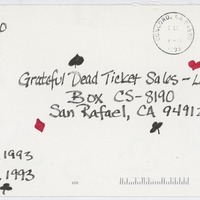 Grateful Dead Ticket Sales - L
Box CS-8190
San Rafael, CA 94912
1993
1993